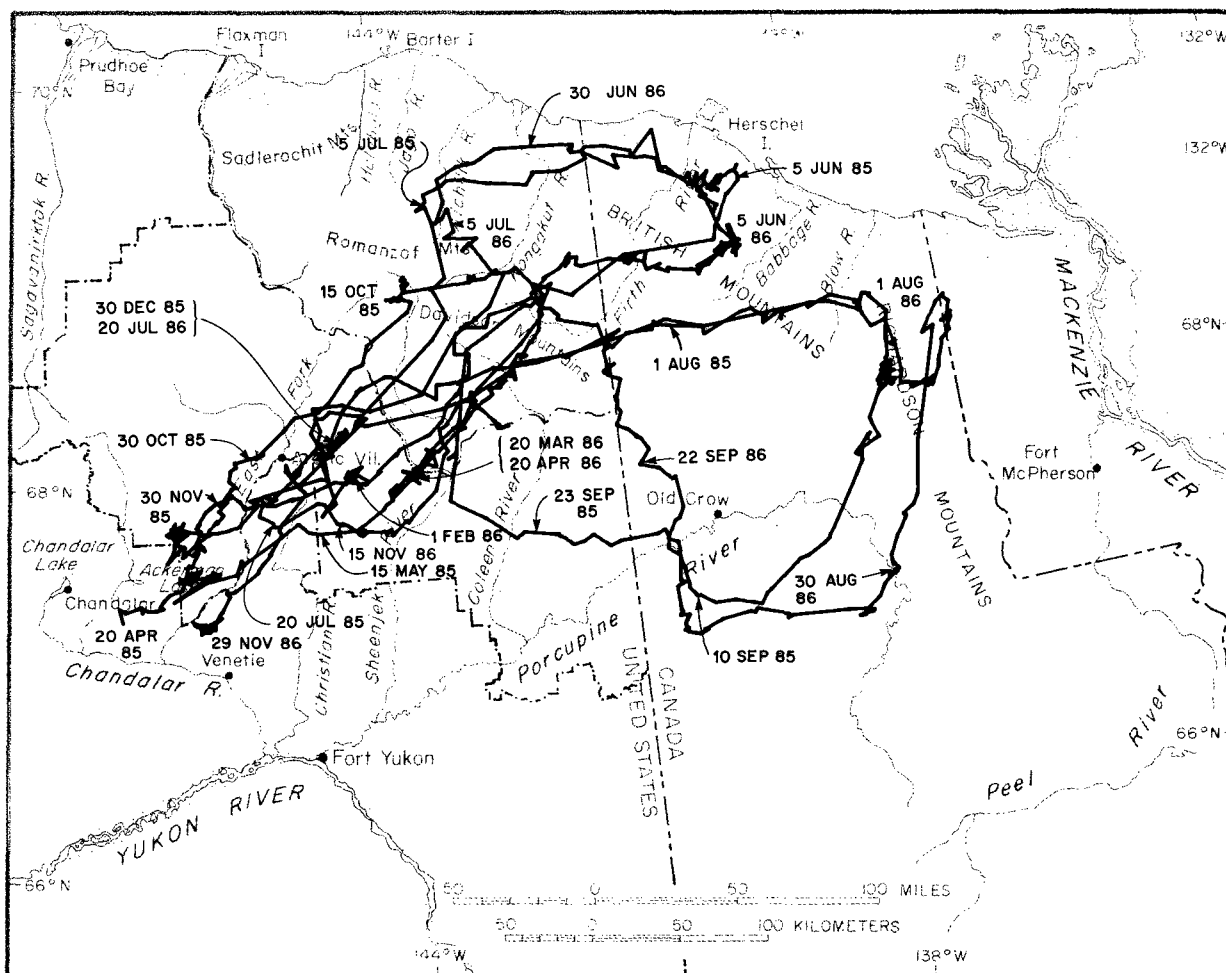 Flaxman
I
144°W
Barter I
132°W
Prudhoe
Bay
70°N
30 JUN 86
Herschel
I.
132°W
Sadlerochit Mts
5 JUL 85
Jago R.
5 JUN 85
Sagavanirktok R.
5 JUL
86
Kongakut R.
BRITISH
5 JUN
86
Babbage R.
Blow R.
Romanzof Mts
MOUNTAINS
MACKENZIE
RIVER
15 OCT
85
Firth
1 AUG
86
30 DEC 85
20 JUL 86
Mountains
68°N
1 AUG 85
Fork
30 OCT 85
20 MAR 86
20 APR 86
22 SEP 86
Fort
McPherson
68°N
30 NOV
85
Old Crow
23 SEP
85
1 FEB 86
River
MOUNTAINS
Chandalar
Lake
15 NOV 86
15 MAY 85
Coleen River
30 AUG
86
Chandalar
20 APR
85
20 JUL 85
29 NOV 86
10 SEP 85
Venetie
Christian R.
Sheenjek
Porcupine
River
Chandalar R.
CANADA
UNITED STATES
66°N
Fort Yukon
YUKON RIVER
Peel
River
66°N
50 0 50 100 MILES
50 0 50 100 KILOMETERS
144°W
138°W